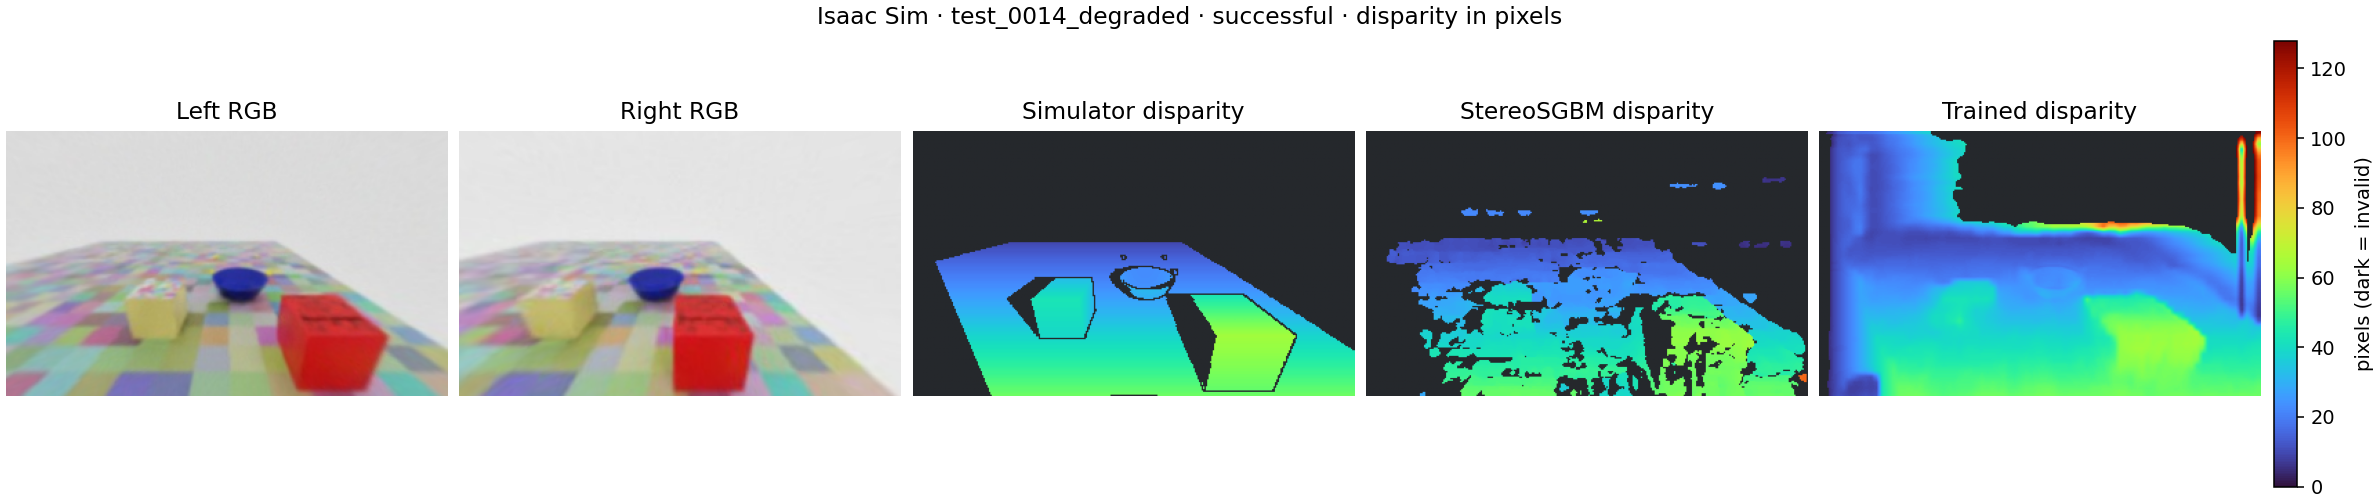 Isaac Sim · test_0014_degraded · successful · disparity in pixels
Left RGB
Right RGB
Simulator disparity
StereoSGBM disparity
Trained disparity
120
100
80
60
40
20
0
pixels (dark = invalid)